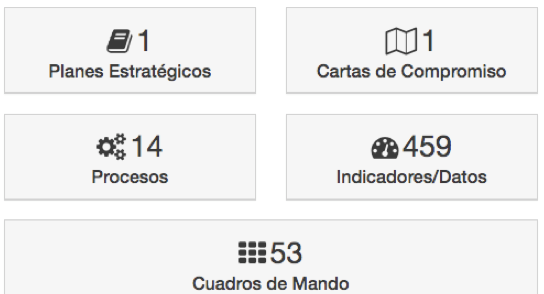 1
Planes Estratégicos
1
Cartas de Compromiso
14
Procesos
459
Indicadores/Datos
53
Cuadros de Mando